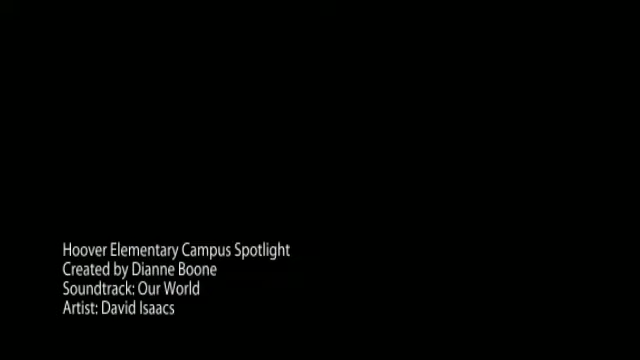 Hoover Elementary Campus Spotlight
Created by Dianne Boone
Soundtrack: Our World
Artist: David Isaacs